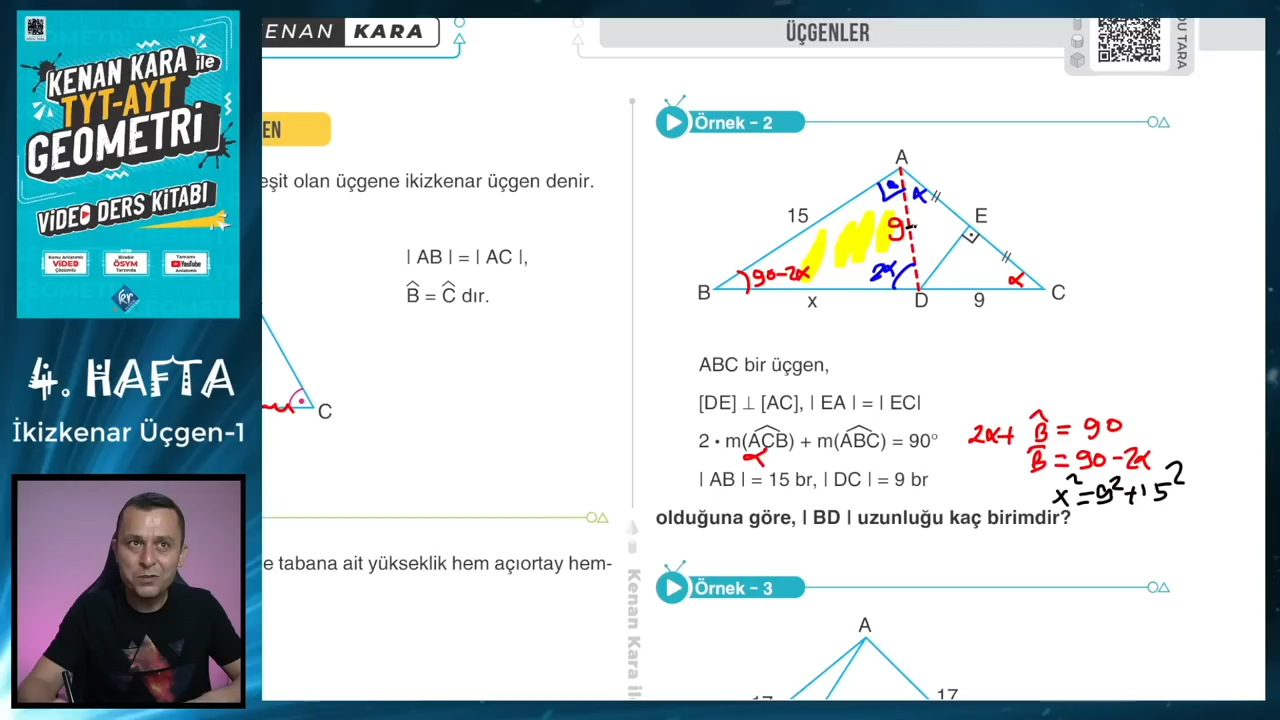 KENAN KARA ile
TYT-AYT
GEOMETRİ
VİDEO DERS KİTABI
4. HAFTA
İkizkenar Üçgen-1
KENAN KARA
ÜÇGENLER
DU TARA
EN
eşit olan üçgene ikizkenar üçgen denir.
| AB | = | AC |,
B = C dır.
C
e tabana ait yükseklik hem açıortay hem-
Kenan Kara ile
Örnek - 2
A
15
E
B
x
D
9
C
α
9
90-2α
2α
α
ABC bir üçgen,
[DE] ⊥ [AC], | EA | = | EC|
2 · m(ACB) + m(ABC) = 90°
α
| AB | = 15 br, | DC | = 9 br
2α+ B = 90
B = 90-2α
x²=9²+15²
olduğuna göre, | BD | uzunluğu kaç birimdir?
Örnek - 3
A
17
17